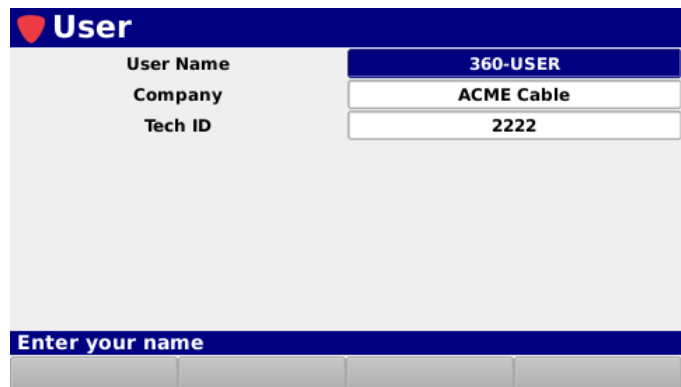 User
User Name 360-USER
Company ACME Cable
Tech ID 2222
Enter your name